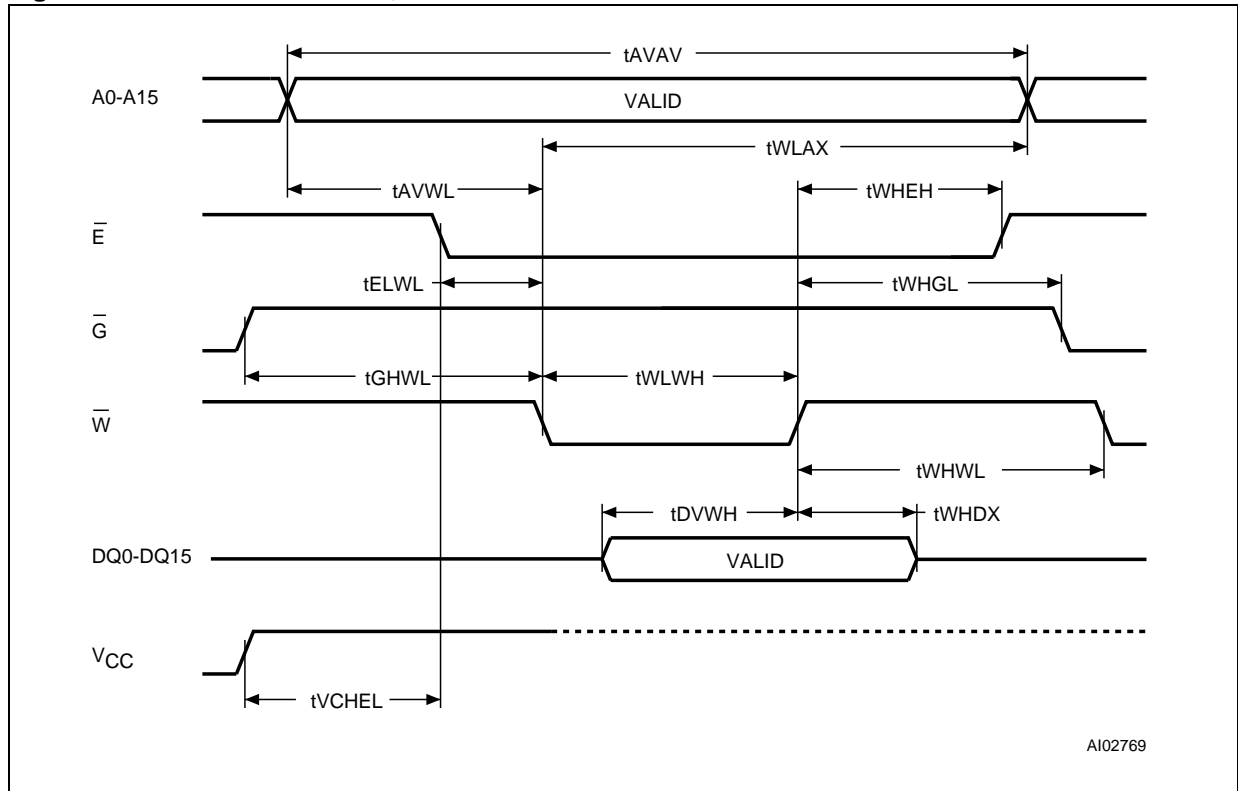 tAVAV
A0-A15
VALID
tWLAX
tAVWL
tWHEH
E
tELWL
tWHGL
G
tGHWL
tWLWH
W
tWHWL
tDVWH
tWHDX
DQ0-DQ15
VALID
VCC
tVCHEL
AI02769